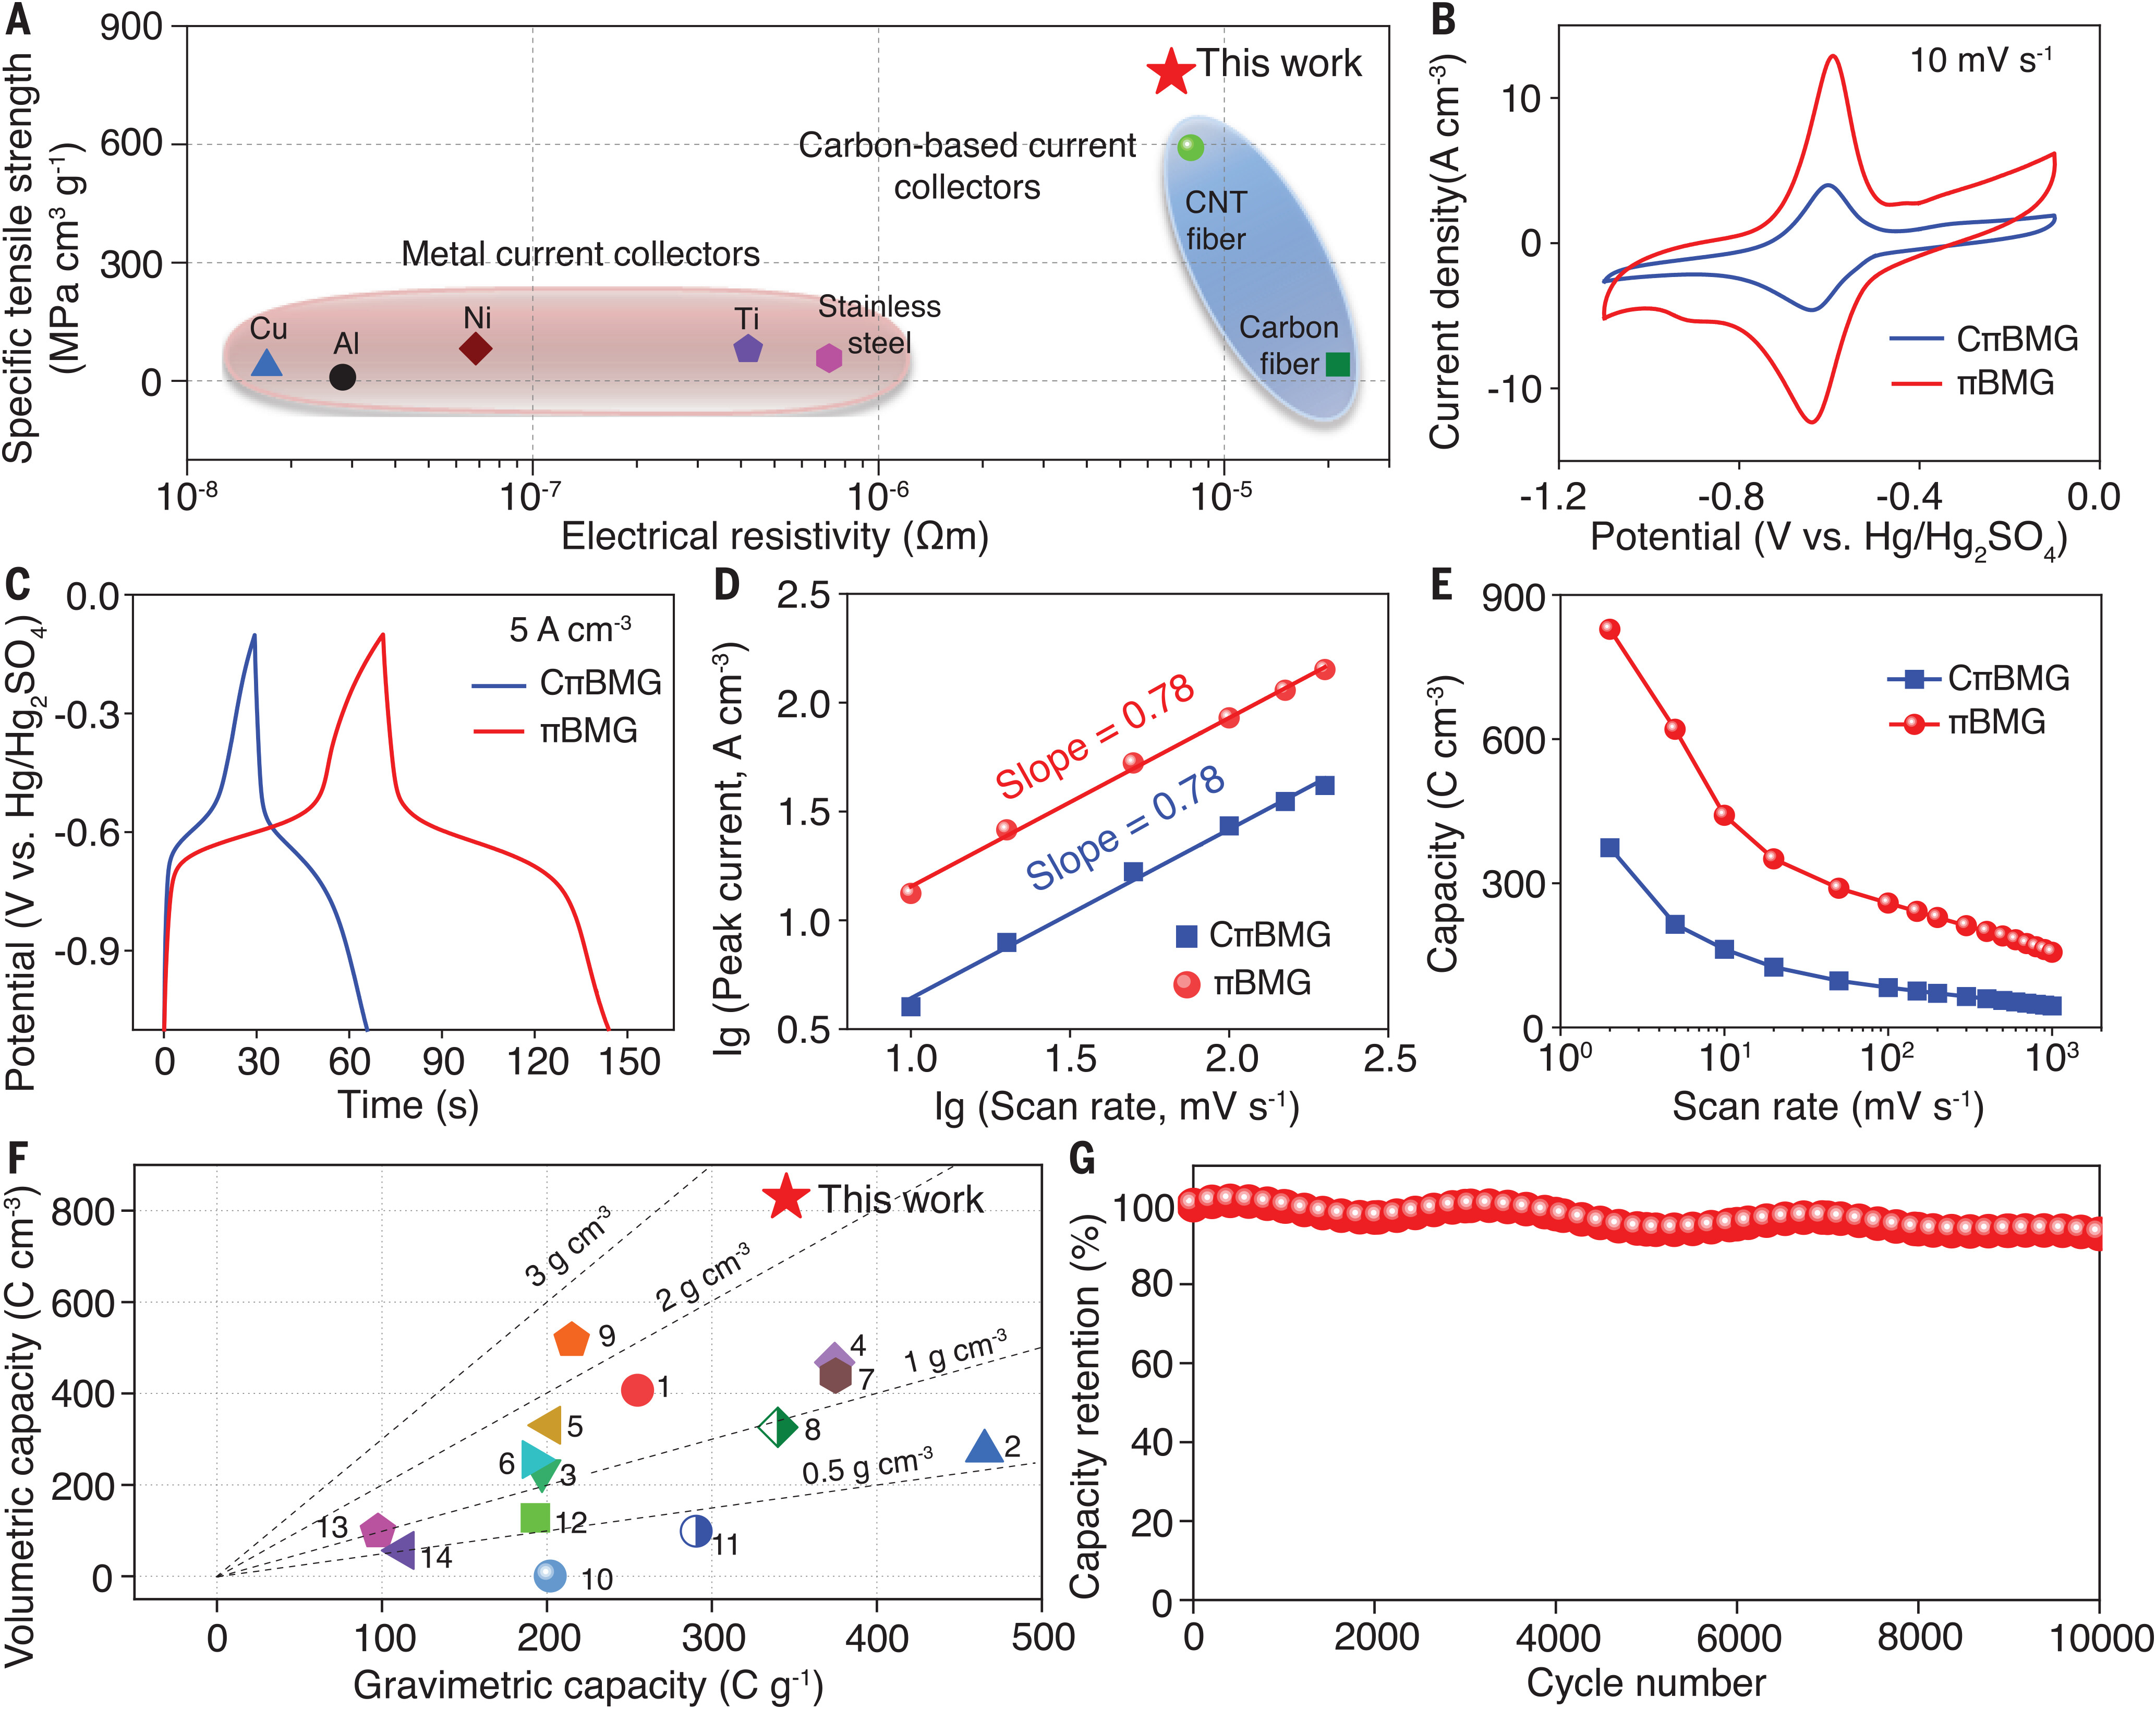 A
900
600
300
0
Specific tensile strength
(MPa cm³ g⁻¹)
This work
Carbon-based current
collectors
CNT
fiber
Metal current collectors
Cu
Al
Ni
Ti
Stainless
steel
Carbon
fiber
10⁻⁸
10⁻⁷
10⁻⁶
10⁻⁵
Electrical resistivity (Ωm)
B
10 mV s⁻¹
10
0
-10
Current density(A cm⁻³)
CπBMG
πBMG
-1.2
-0.8
-0.4
0.0
Potential (V vs. Hg/Hg₂SO₄)
C
0.0
-0.3
-0.6
-0.9
Potential (V vs. Hg/Hg₂SO₄)
5 A cm⁻³
CπBMG
πBMG
0
30
60
90
120
150
Time (s)
D
2.5
2.0
1.5
1.0
0.5
lg (Peak current, A cm⁻³)
Slope = 0.78
Slope = 0.78
CπBMG
πBMG
1.0
1.5
2.0
2.5
lg (Scan rate, mV s⁻¹)
E
900
600
300
0
Capacity (C cm⁻³)
CπBMG
πBMG
10⁰
10¹
10²
10³
Scan rate (mV s⁻¹)
F
800
600
400
200
0
Volumetric capacity (C cm⁻³)
This work
3 g cm⁻³
2 g cm⁻³
1 g cm⁻³
0.5 g cm⁻³
9
4
7
1
5
8
2
6
3
12
13
11
14
10
0
100
200
300
400
500
Gravimetric capacity (C g⁻¹)
G
100
80
60
40
20
0
Capacity retention (%)
0
2000
4000
6000
8000
10000
Cycle number